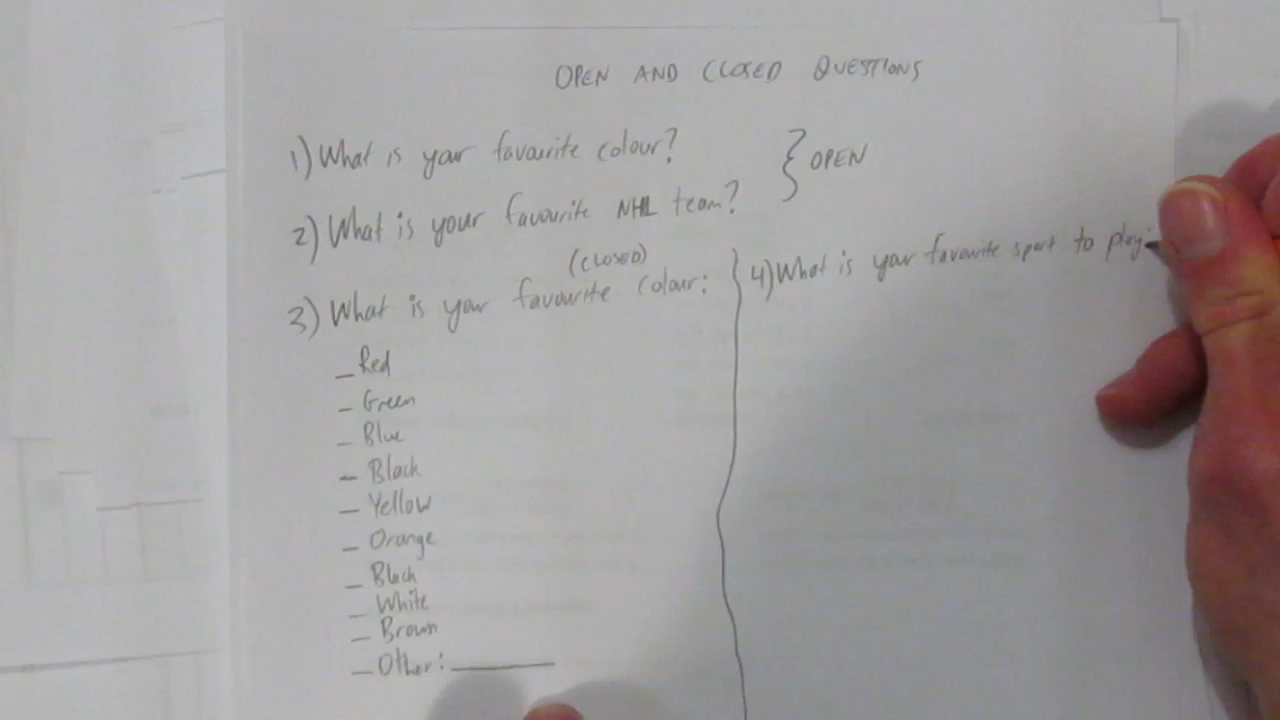 OPEN AND CLOSED QUESTIONS
1) What is your favourite colour?
} OPEN
2) What is your favourite NHL team?
(CLOSED)
3) What is your favourite colour:
_ Red
_ Green
_ Blue
_ Black
_ Yellow
_ Orange
_ Black
_ White
_ Brown
_ Other: ______
4) What is your favourite sport to play: